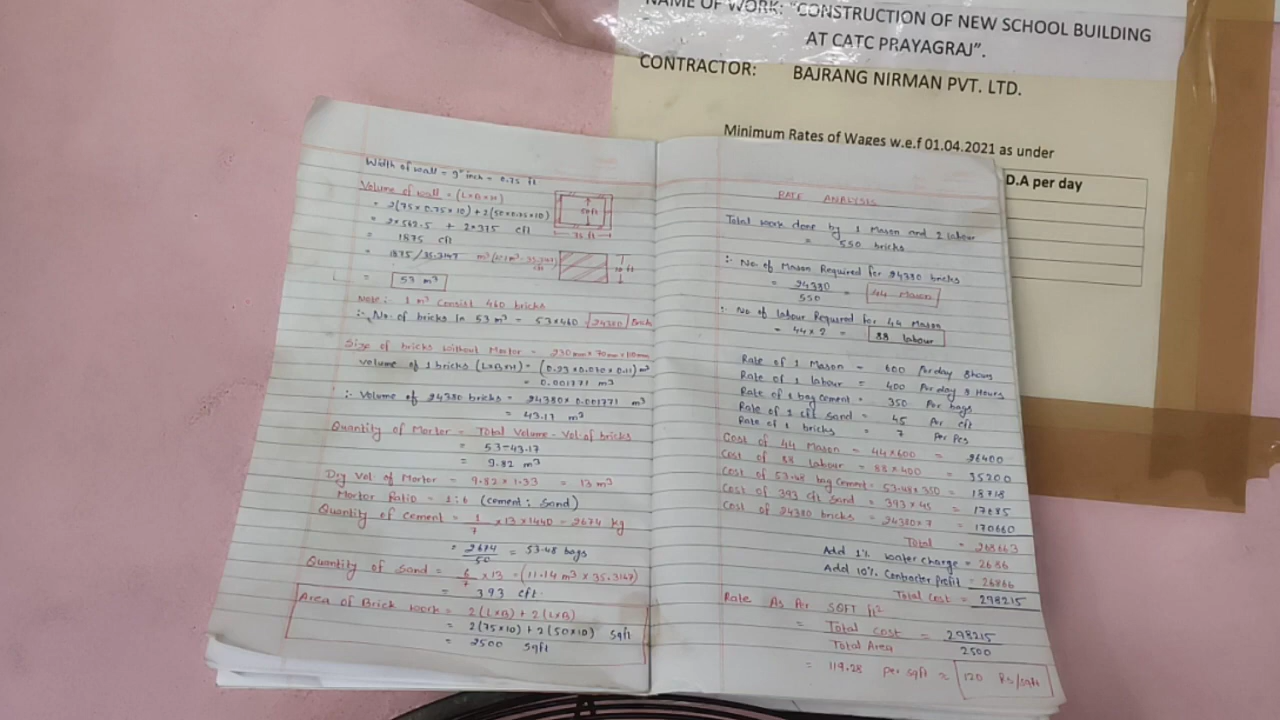 NAME OF WORK: "CONSTRUCTION OF NEW SCHOOL BUILDING
AT CATC PRAYAGRAJ".
CONTRACTOR: BAJRANG NIRMAN PVT. LTD.
Minimum Rates of Wages w.e.f 01.04.2021 as under
D.A per day
Width of wall = 9" inch = 0.75 ft
Volume of wall = (L×B×H)
= 2(75×0.75×10) + 2(50×0.75×10)
= 2×562.5 + 2×375 cft
= 1875 cft
= 1875/35.3147
= 53 m³
50ft
75 ft
10 ft
Note: 1 m³ consist 460 bricks
∴ No. of bricks in 53 m³ = 53×460 24380 Bricks
Size of bricks without Mortor = 230mm×70mm×110mm
Volume of 1 bricks (L×B×H) = (0.23×0.070×0.11) m³
= 0.001771 m³
∴ Volume of 24380 bricks = 24380×0.001771 m³
= 43.17 m³
Quantity of Mortor = Total Volume - Vol. of bricks
= 53-43.17
= 9.82 m³
Dry Vol. of Mortor = 9.82×1.33 = 13 m³
Mortor Ratio = 1:6 (cement: sand)
Quantity of Cement = 1/7 ×13×1440 = 2674 kg
= 2674/50 = 53.48 bags
Quantity of Sand = 6/7 ×13 = (11.14 m³ × 35.3147)
= 393 cft.
Area of Brick work = 2(L×B) + 2(L×B)
= 2(75×10) + 2(50×10) sqft
= 2500 sqft
RATE ANALYSIS
Total work done by 1 Mason and 2 labour
= 550 bricks
∴ No. of Mason Required for 24380 bricks
= 24380/550 = 44 Mason
∴ No of labour Required for 44 Mason
= 44×2 = 88 labour
Rate of 1 Mason = 600 Per day 8 hours
Rate of 1 labour = 400 Per day 8 Hours
Rate of 1 bag cement = 350 Per bags
Rate of 1 cft sand = 45 Per cft
Rate of 1 bricks = 7 Per Pcs
Cost of 44 Mason = 44×600 = 26400
Cost of 88 labour = 88×400 = 35200
Cost of 53.48 bag cement = 53.48×350 = 18718
Cost of 393 cft sand = 393×45 = 17685
Cost of 24380 bricks = 24380×7 = 170660
Total = 268663
Add 1% water charge = 2686
Add 10% Contractor profit = 26866
Total cost = 298215
Rate As Per SQFT ft²
= Total cost/Total Area = 298215/2500
= 119.28 per sqft ≈ 120 Rs/sqft